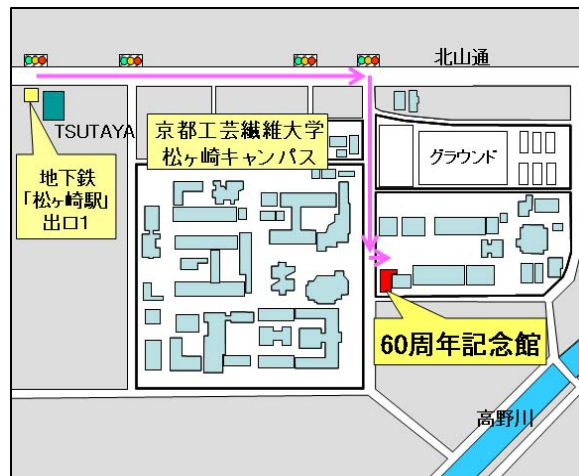 北山通
TSUTAYA
京都工芸繊維大学
松ヶ崎キャンパス
グラウンド
地下鉄
「松ヶ崎駅」
出口1
60周年記念館
高野川